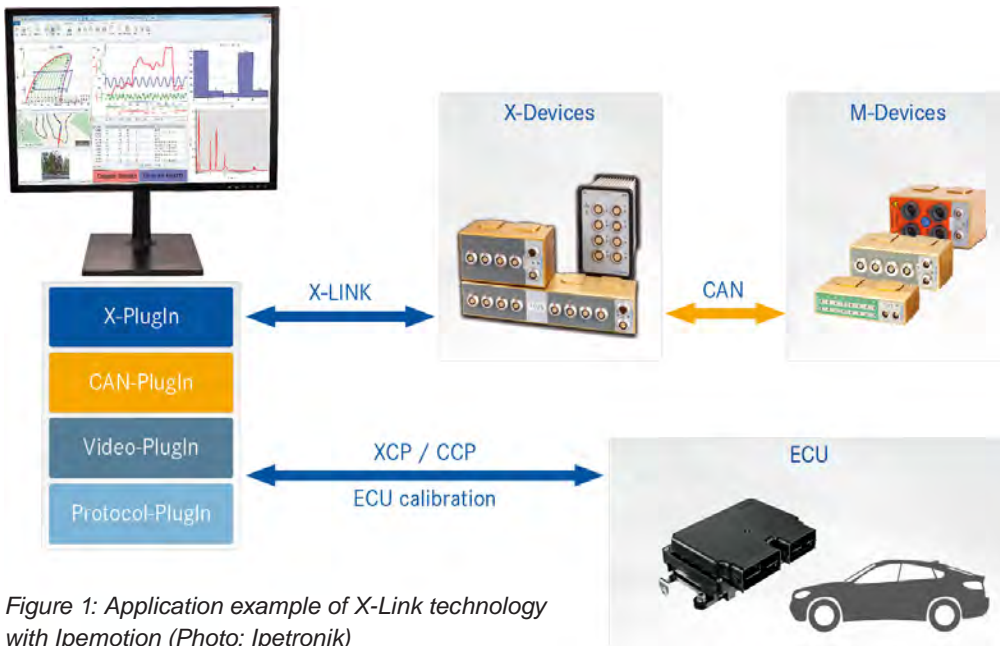 X-Devices
M-Devices
X-LINK
CAN
X-PlugIn
CAN-PlugIn
Video-PlugIn
Protocol-PlugIn
XCP / CCP
ECU calibration
ECU
Figure 1: Application example of X-Link technology
with Ipemotion (Photo: Ipetronik)